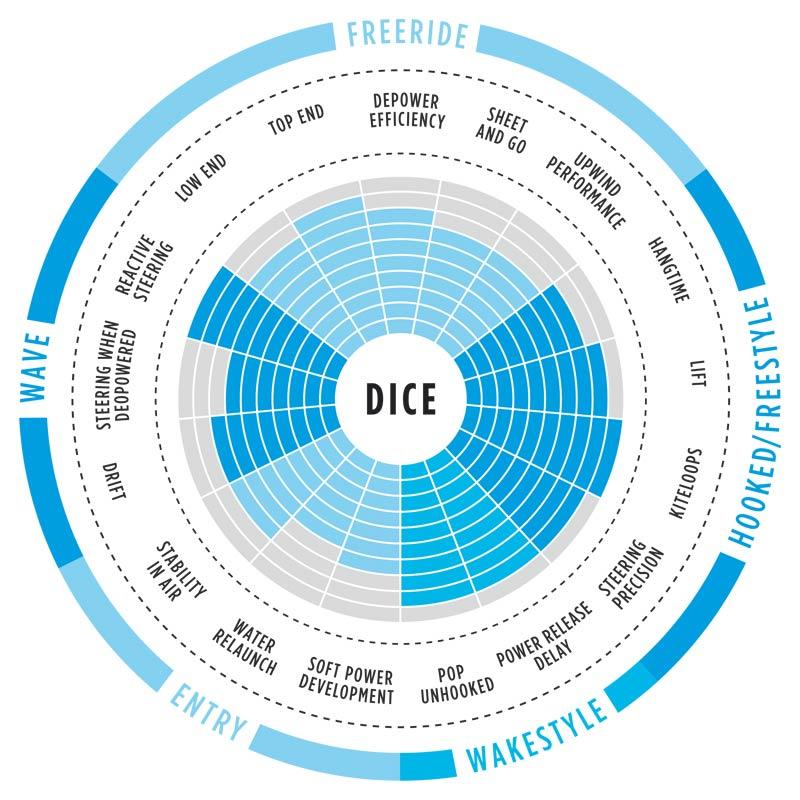 FREERIDE
DEPOWER
EFFICIENCY
SHEET
AND GO
UPWIND
PERFORMANCE
HANGTIME
LIFT
HOOKED/FREESTYLE
KITELOOPS
STEERING
PRECISION
POWER RELEASE
DELAY
WAKESTYLE
POP
UNHOOKED
SOFT POWER
DEVELOPMENT
ENTRY
WATER
RELAUNCH
STABILITY
IN AIR
DRIFT
WAVE
STEERING WHEN
DEOPOWERED
REACTIVE
STEERING
LOW END
TOP END
DICE